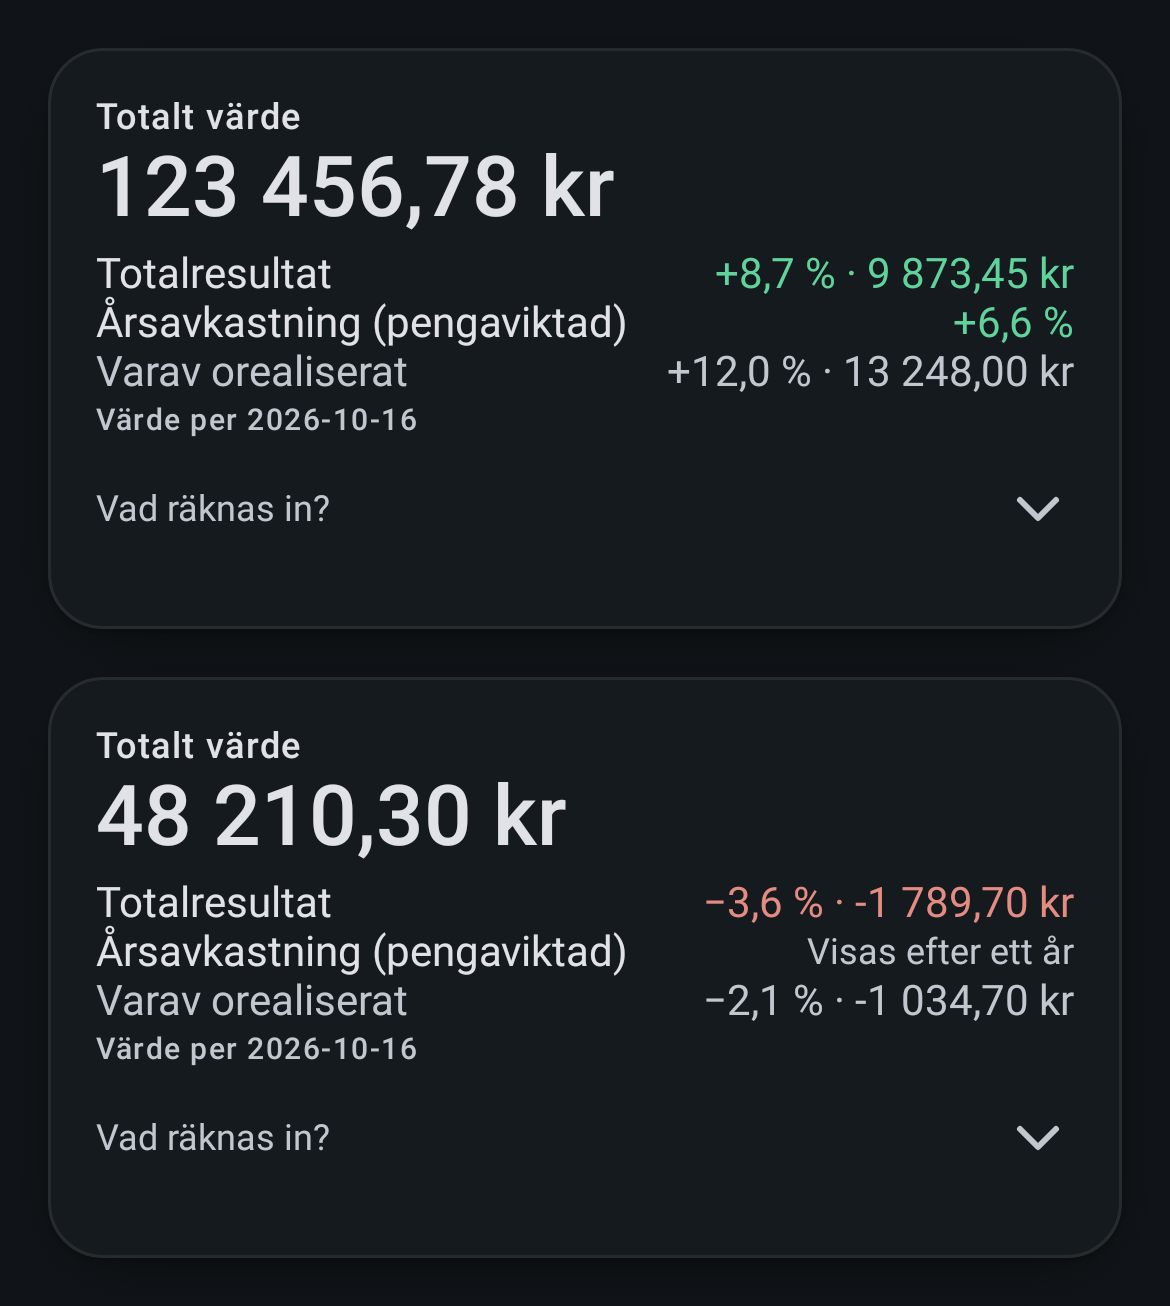 Totalt värde
123 456,78 kr
Totalresultat +8,7 % · 9 873,45 kr
Årsavkastning (pengaviktad) +6,6 %
Varav orealiserat +12,0 % · 13 248,00 kr
Värde per 2026-10-16
Vad räknas in?
Totalt värde
48 210,30 kr
Totalresultat −3,6 % · -1 789,70 kr
Årsavkastning (pengaviktad) Visas efter ett år
Varav orealiserat −2,1 % · -1 034,70 kr
Värde per 2026-10-16
Vad räknas in?